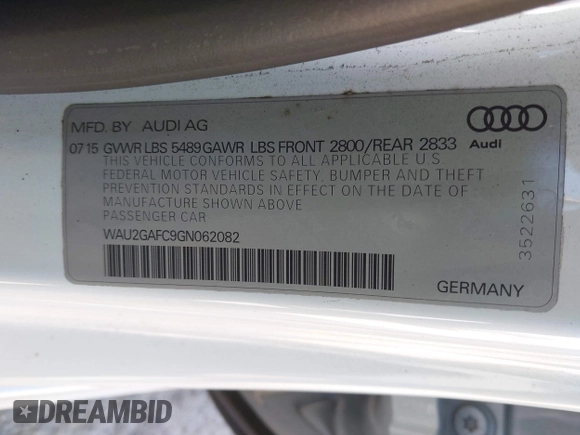 MFD. BY AUDI AG
Audi
07 15 GVWR LBS 5489 GAWR LBS FRONT 2800/REAR 2833
THIS VEHICLE CONFORMS TO ALL APPLICABLE U.S
FEDERAL MOTOR VEHICLE SAFETY, BUMPER AND THEFT
PREVENTION STANDARDS IN EFFECT ON THE DATE OF
MANUFACTURE SHOWN ABOVE
PASSENGER CAR
WAU2GAFC9GN062082
3522631
GERMANY
DREAMBID